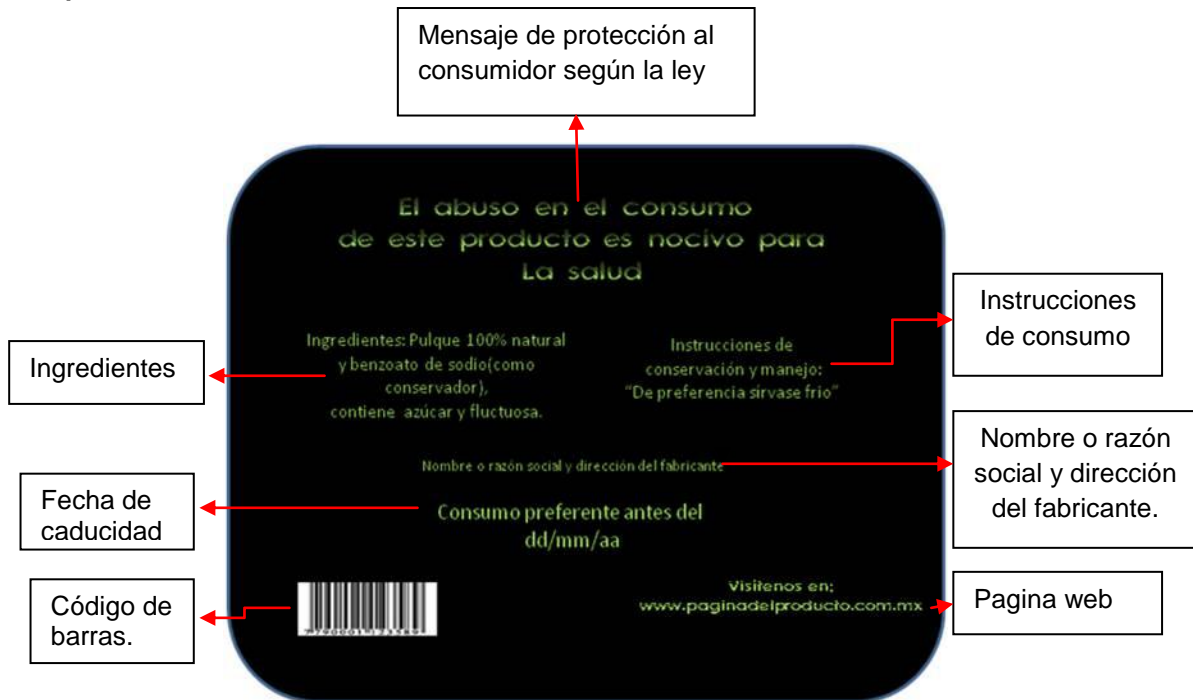 Mensaje de protección al
consumidor según la ley
El abuso en el consumo
de este producto es nocivo para
La salud
Ingredientes
Ingredientes: Pulque 100% natural
y benzoato de sodio(como
conservador),
contiene azúcar y fluctuosa.
Instrucciones de
conservación y manejo:
"De preferencia sírvase frio"
Instrucciones
de consumo
Nombre o razón social y dirección del fabricante
Nombre o razón
social y dirección
del fabricante.
Fecha de
caducidad
Consumo preferente antes del
dd/mm/aa
Código de
barras.
Visítenos en:
www.paginadelproducto.com.mx
Pagina web